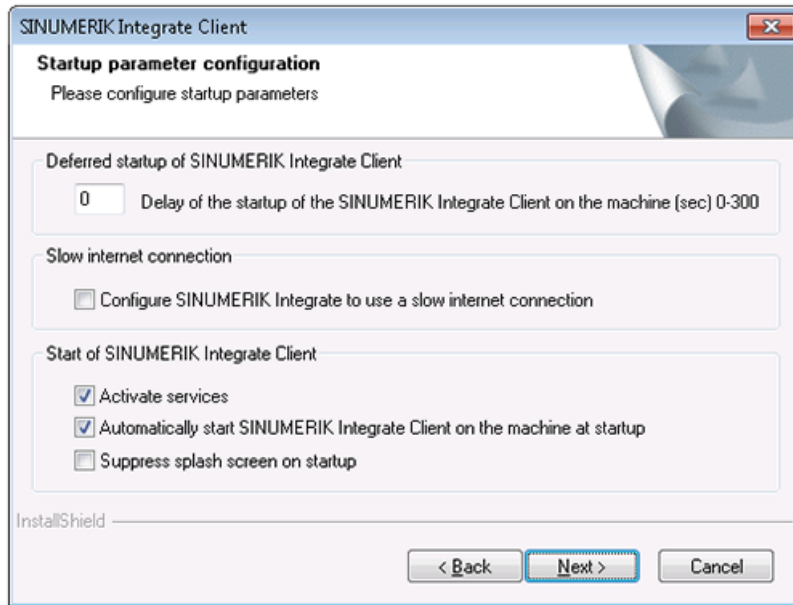 SINUMERIK Integrate Client
Startup parameter configuration
Please configure startup parameters
Deferred startup of SINUMERIK Integrate Client
0 Delay of the startup of the SINUMERIK Integrate Client on the machine (sec) 0-300
Slow internet connection
Configure SINUMERIK Integrate to use a slow internet connection
Start of SINUMERIK Integrate Client
Activate services
Automatically start SINUMERIK Integrate Client on the machine at startup
Suppress splash screen on startup
InstallShield
< Back Next > Cancel